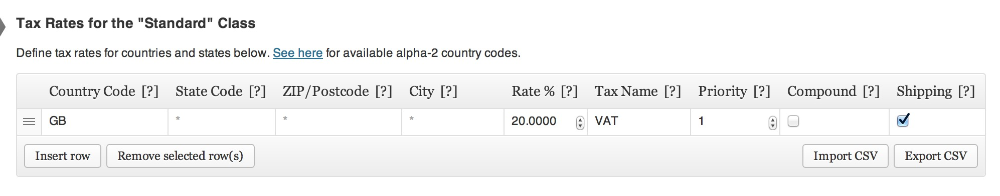 Tax Rates for the "Standard" Class
Define tax rates for countries and states below. See here for available alpha-2 country codes.
Country Code [?] State Code [?] ZIP/Postcode [?] City [?] Rate % [?] Tax Name [?] Priority [?] Compound [?] Shipping [?]
GB * * * 20.0000 VAT 1
Insert row Remove selected row(s) Import CSV Export CSV